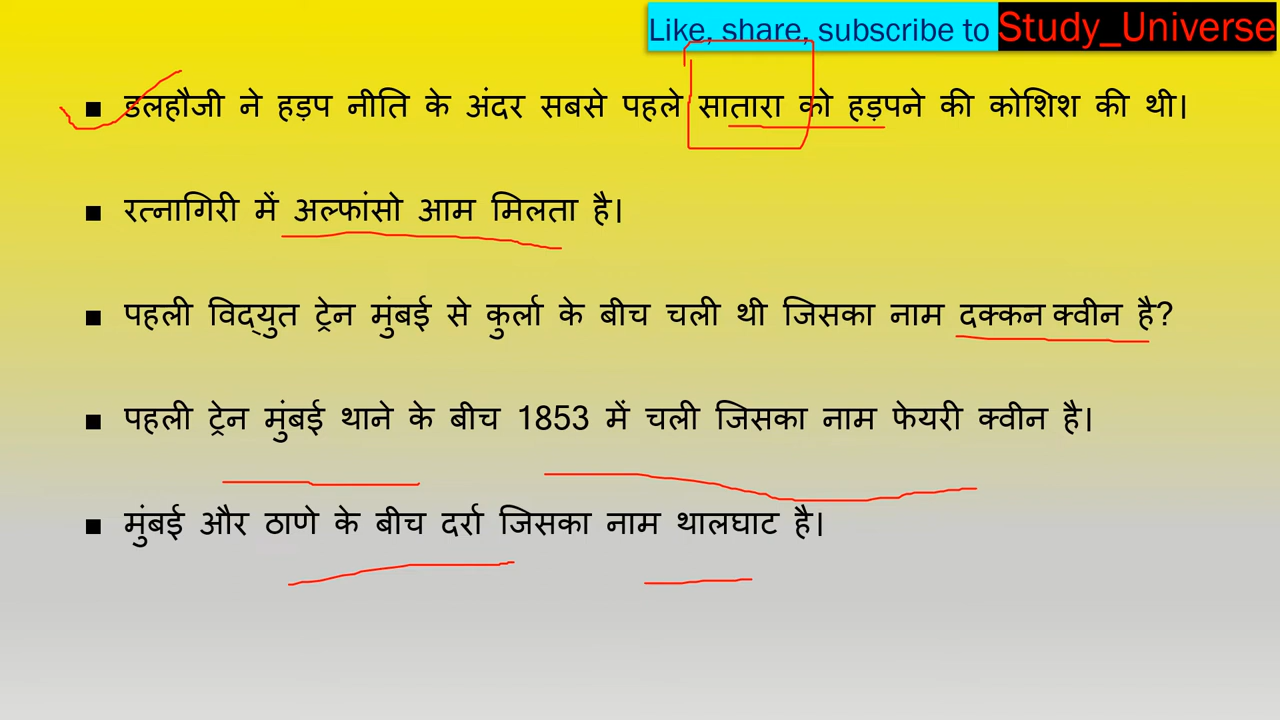 Like, share, subscribe to Study_Universe
▪ डलहौजी ने हड़प नीति के अंदर सबसे पहले सातारा को हड़पने की कोशिश की थी।
▪ रत्नागिरी में अल्फांसो आम मिलता है।
▪ पहली विद्युत ट्रेन मुंबई से कुर्ला के बीच चली थी जिसका नाम दक्कन क्वीन है?
▪ पहली ट्रेन मुंबई थाने के बीच 1853 में चली जिसका नाम फेयरी क्वीन है।
▪ मुंबई और ठाणे के बीच दर्रा जिसका नाम थालघाट है।